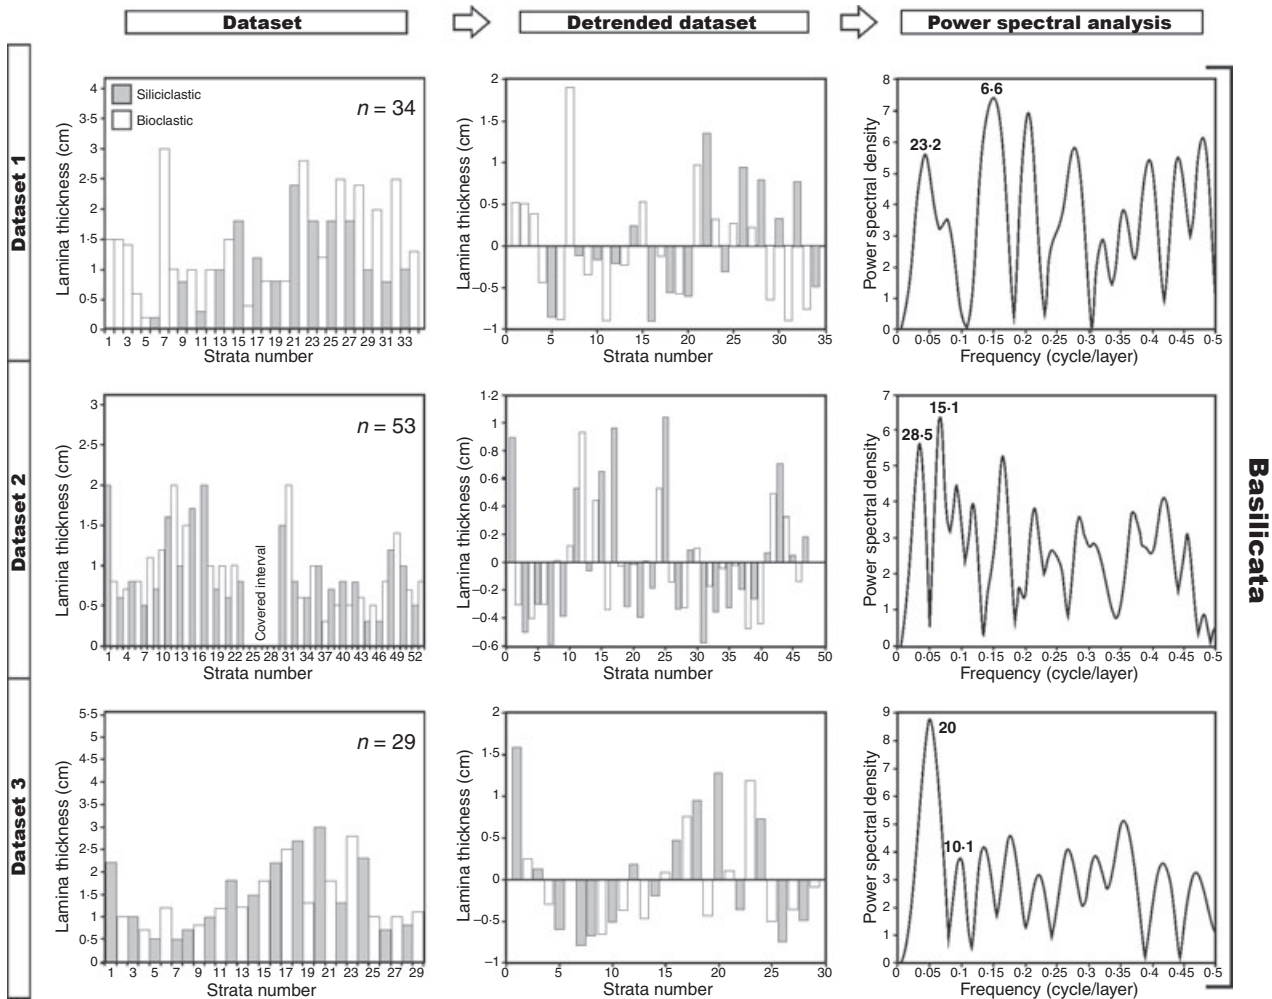 Dataset
Detrended dataset
Power spectral analysis
Dataset 1
Siliciclastic
Bioclastic
n = 34
Lamina thickness (cm)
4
3·5
3
2·5
2
1·5
1
0·5
0
1 3 5 7 9 11 13 15 17 19 21 23 25 27 29 31 33
Strata number
Lamina thickness (cm)
2
1·5
1
0·5
0
–0·5
–1
0 5 10 15 20 25 30 35
Strata number
Power spectral density
8
7
6
5
4
3
2
1
0
23·2
6·6
0 0·05 0·1 0·15 0·2 0·25 0·3 0·35 0·4 0·45 0·5
Frequency (cycle/layer)
Dataset 2
n = 53
Covered interval
Lamina thickness (cm)
3
2·5
2
1·5
1
0·5
0
1 4 7 10 13 16 19 22 25 28 31 34 37 40 43 46 49 52
Strata number
Lamina thickness (cm)
1·2
1
0·8
0·6
0·4
0·2
0
–0·2
–0·4
–0·6
0 5 10 15 20 25 30 35 40 45 50
Strata number
Power spectral density
7
6
5
4
3
2
1
0
28·5
15·1
0 0·05 0·1 0·15 0·2 0·25 0·3 0·35 0·4 0·45 0·5
Frequency (cycle/layer)
Dataset 3
n = 29
Lamina thickness (cm)
5·5
5
4·5
4
3·5
3
2·5
2
1·5
1
0·5
0
1 3 5 7 9 11 13 15 17 19 21 23 25 27 29
Strata number
Lamina thickness (cm)
2
1·5
1
0·5
0
–0·5
–1
0 5 10 15 20 25 30
Strata number
Power spectral density
9
8
7
6
5
4
3
2
1
0
20
10·1
0 0·05 0·1 0·15 0·2 0·25 0·3 0·35 0·4 0·45 0·5
Frequency (cycle/layer)
Basilicata